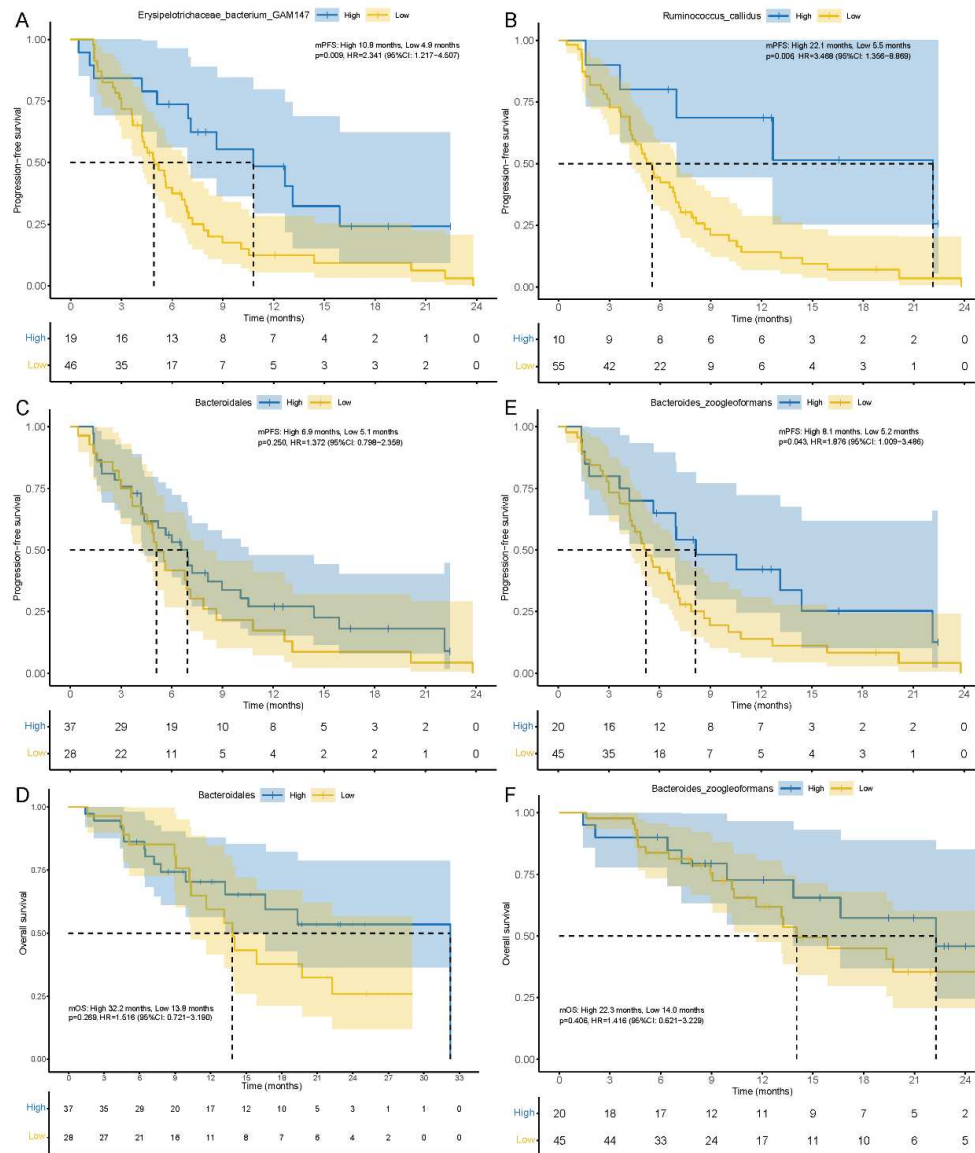 A
Erysipelotrichaceae_bacterium_GAM147 High Low
mPFS: High 10.8 months, Low 4.9 months
p=0.009, HR=2.341 (95%CI: 1.217-4.507)
Progression-free survival
1.00
0.75
0.50
0.25
0.00
0 3 6 9 12 15 18 21 24
Time (months)
High 19 16 13 8 7 4 2 1 0
Low 46 35 17 7 5 3 3 2 0
B
Ruminococcus_callidus High Low
mPFS: High 22.1 months, Low 5.5 months
p=0.006 HR=3.468 (95%CI: 1.356-8.869)
Progression-free survival
1.00
0.75
0.50
0.25
0.00
0 3 6 9 12 15 18 21 24
Time (months)
High 10 9 8 6 6 3 2 2 0
Low 55 42 22 9 6 4 3 1 0
C
Bacteroidales High Low
mPFS: High 6.9 months, Low 5.1 months
p=0.250, HR=1.372 (95%CI: 0.798-2.358)
Progression-free survival
1.00
0.75
0.50
0.25
0.00
0 3 6 9 12 15 18 21 24
Time (months)
High 37 29 19 10 8 5 3 2 0
Low 28 22 11 5 4 2 2 1 0
E
Bacteroides_zoogleoformans High Low
mPFS: High 8.1 months, Low 5.2 months
p=0.043, HR=1.876 (95%CI: 1.009-3.486)
Progression-free survival
1.00
0.75
0.50
0.25
0.00
0 3 6 9 12 15 18 21 24
Time (months)
High 20 16 12 8 7 3 2 2 0
Low 45 35 18 7 5 4 3 1 0
D
Bacteroidales High Low
Overall survival
1.00
0.75
0.50
0.25
0.00
mOS: High 32.2 months, Low 13.8 months
p=0.269, HR=1.516 (95%CI: 0.721-3.190)
0 3 6 9 12 15 18 21 24 27 30 33
Time (months)
High 37 35 29 20 17 12 10 5 3 1 1 0
Low 28 27 21 16 11 8 7 6 4 2 0 0
F
Bacteroides_zoogleoformans High Low
Overall survival
1.00
0.75
0.50
0.25
0.00
mOS: High 22.3 months, Low 14.0 months
p=0.406, HR=1.416 (95%CI: 0.621-3.229)
0 3 6 9 12 15 18 21 24
Time (months)
High 20 18 17 12 11 9 7 5 2
Low 45 44 33 24 17 11 10 6 5